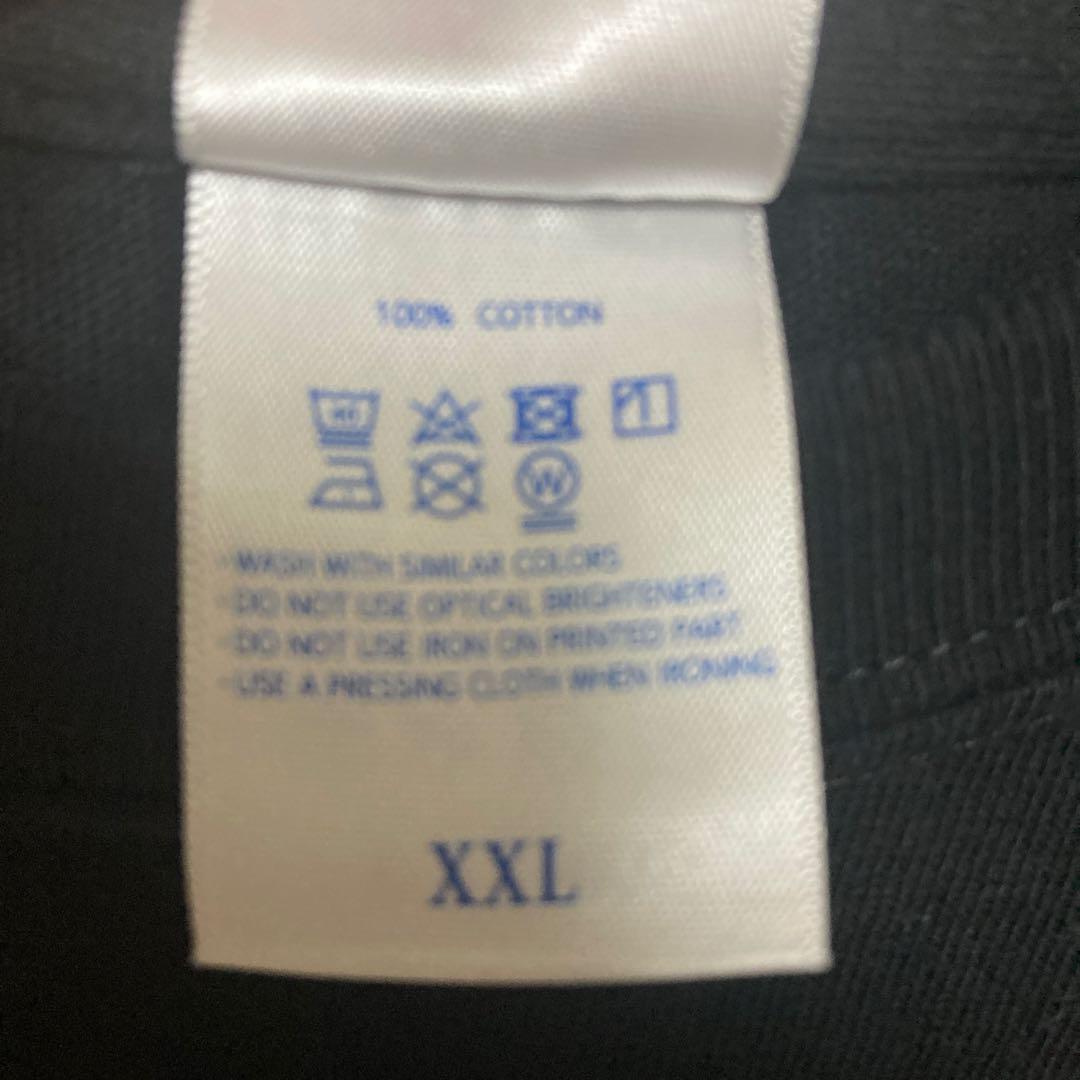 100% COTTON
40
W
·WASH WITH SIMILAR COLORS
·DO NOT USE OPTICAL BRIGHTENERS
·DO NOT USE IRON ON PRINTED PART
·USE A PRESSING CLOTH WHEN IRONING
XXL